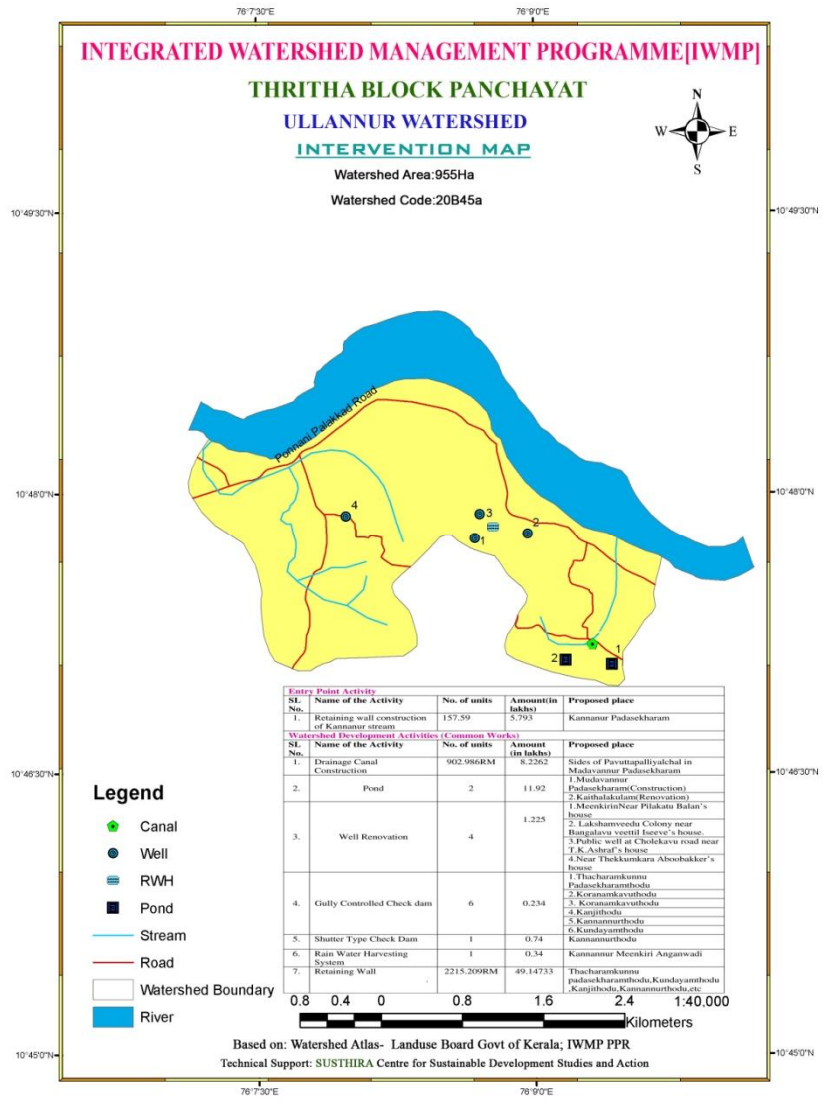 76°7'30"E 76°9'0"E
INTEGRATED WATERSHED MANAGEMENT PROGRAMME[IWMP]
THRITHA BLOCK PANCHAYAT
ULLANNUR WATERSHED
INTERVENTION MAP
Watershed Area:955Ha
Watershed Code:20B45a
N
W E
S
10°49'30"N 10°49'30"N
Ponnani Palakkad Road
10°48'0"N 10°48'0"N
4
3
2
1
1
2
Entry Point Activity
SL No. Name of the Activity No. of units Amount(in lakhs) Proposed place
1. Retaining wall construction of Kannanur stream 157.59 5.793 Kannanur Padasekharam
Watershed Development Activities (Common Works)
SL No. Name of the Activity No. of units Amount (in lakhs) Proposed place
1. Drainage Canal Construction 902.986RM 8.2262 Sides of Pavuttapalliyalchal in Madavannur Padasekharam
2. Pond 2 11.92 1.Mudavannur Padasekharam(Construction)
2.Kaithalakulam(Renovation)
3. Well Renovation 4 1.225 1.MeenkirinNear Pilakatu Balan's house
2. Lakshamveedu Colony near Bangalavu veettil Iseeve's house.
3.Public well at Cholekavu road near T.K.Ashraf's house
4.Near Thekkumkara Aboobakker's house
4. Gully Controlled Check dam 6 0.234 1.Thacharamkunnu Padasekharamthodu
2.Koranamkavuthodu
3. Koranamkavuthodu
4.Kanjithodu
5.Kannannurthodu
6.Kundayamthodu
5. Shutter Type Check Dam 1 0.74 Kannannurthodu
6. Rain Water Harvesting System 1 0.34 Kannannur Meenkiri Anganwadi
7. Retaining Wall 2215.209RM 49.14733 Thacharamkunnu padasekharamthodu,Kundayamthodu ,Kanjithodu,Kannannurthodu,etc
10°46'30"N 10°46'30"N
Legend
Canal
Well
RWH
Pond
Stream
Road
Watershed Boundary
River
0.8 0.4 0 0.8 1.6 2.4 1:40,000
Kilometers
Based on: Watershed Atlas- Landuse Board Govt of Kerala; IWMP PPR
Technical Support: SUSTHIRA Centre for Sustainable Development Studies and Action
10°45'0"N 10°45'0"N
76°7'30"E 76°9'0"E